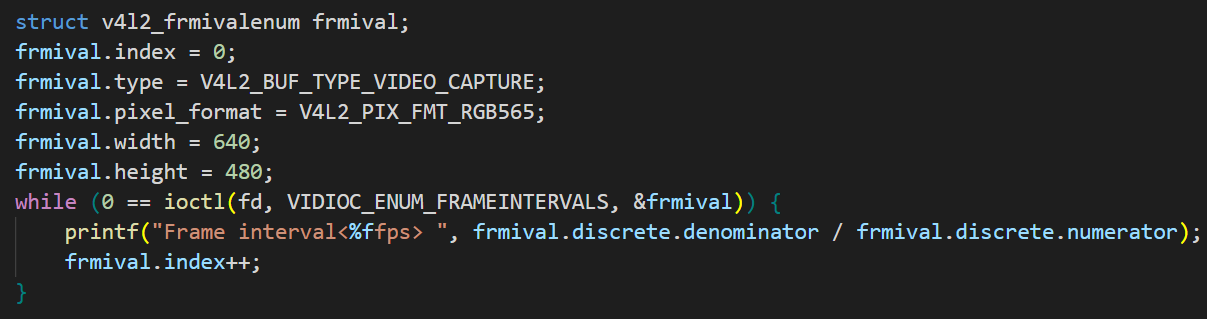 struct v4l2_frmivalenum frmival;
frmival.index = 0;
frmival.type = V4L2_BUF_TYPE_VIDEO_CAPTURE;
frmival.pixel_format = V4L2_PIX_FMT_RGB565;
frmival.width = 640;
frmival.height = 480;
while (0 == ioctl(fd, VIDIOC_ENUM_FRAMEINTERVALS, &frmival)) {
    printf("Frame interval<%ffps> ", frmival.discrete.denominator / frmival.discrete.numerator);
    frmival.index++;
}